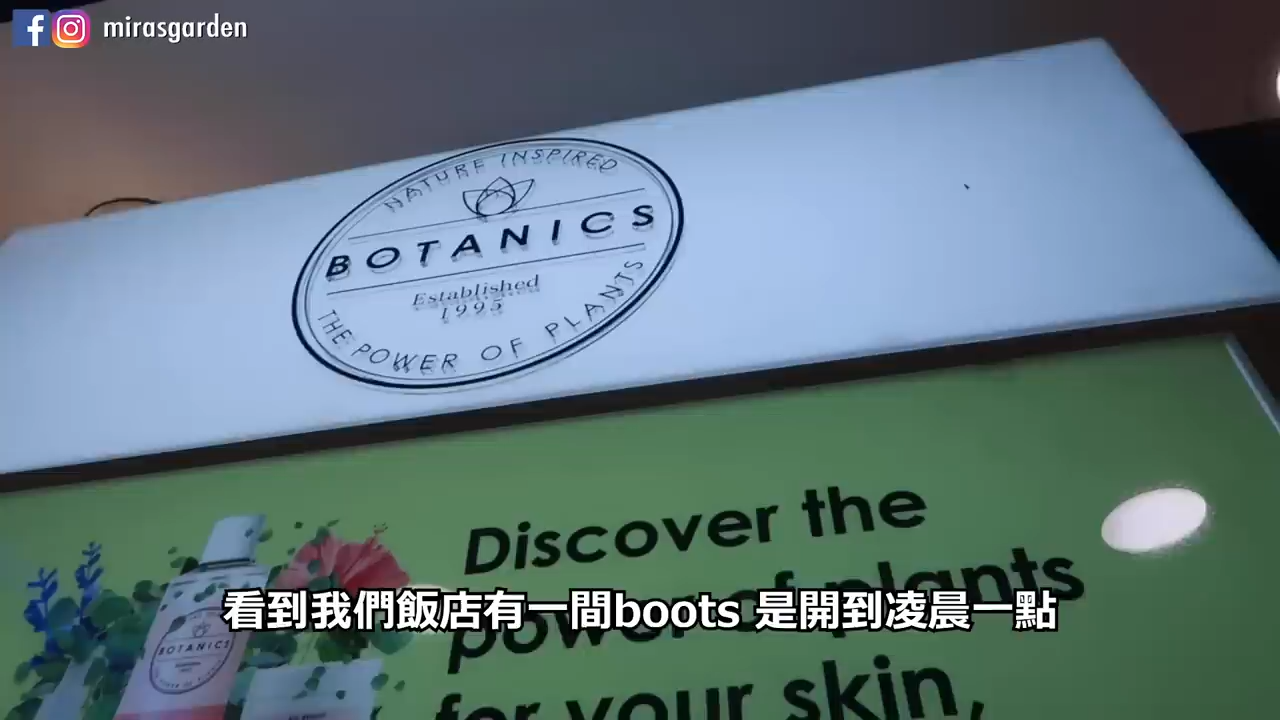 mirasgarden
NATURE INSPIRED
BOTANICS
Established
1995
THE POWER OF PLANTS
Discover the
power of plants
for your skin,
BOTANICS
看到我們飯店有一間boots 是開到凌晨一點